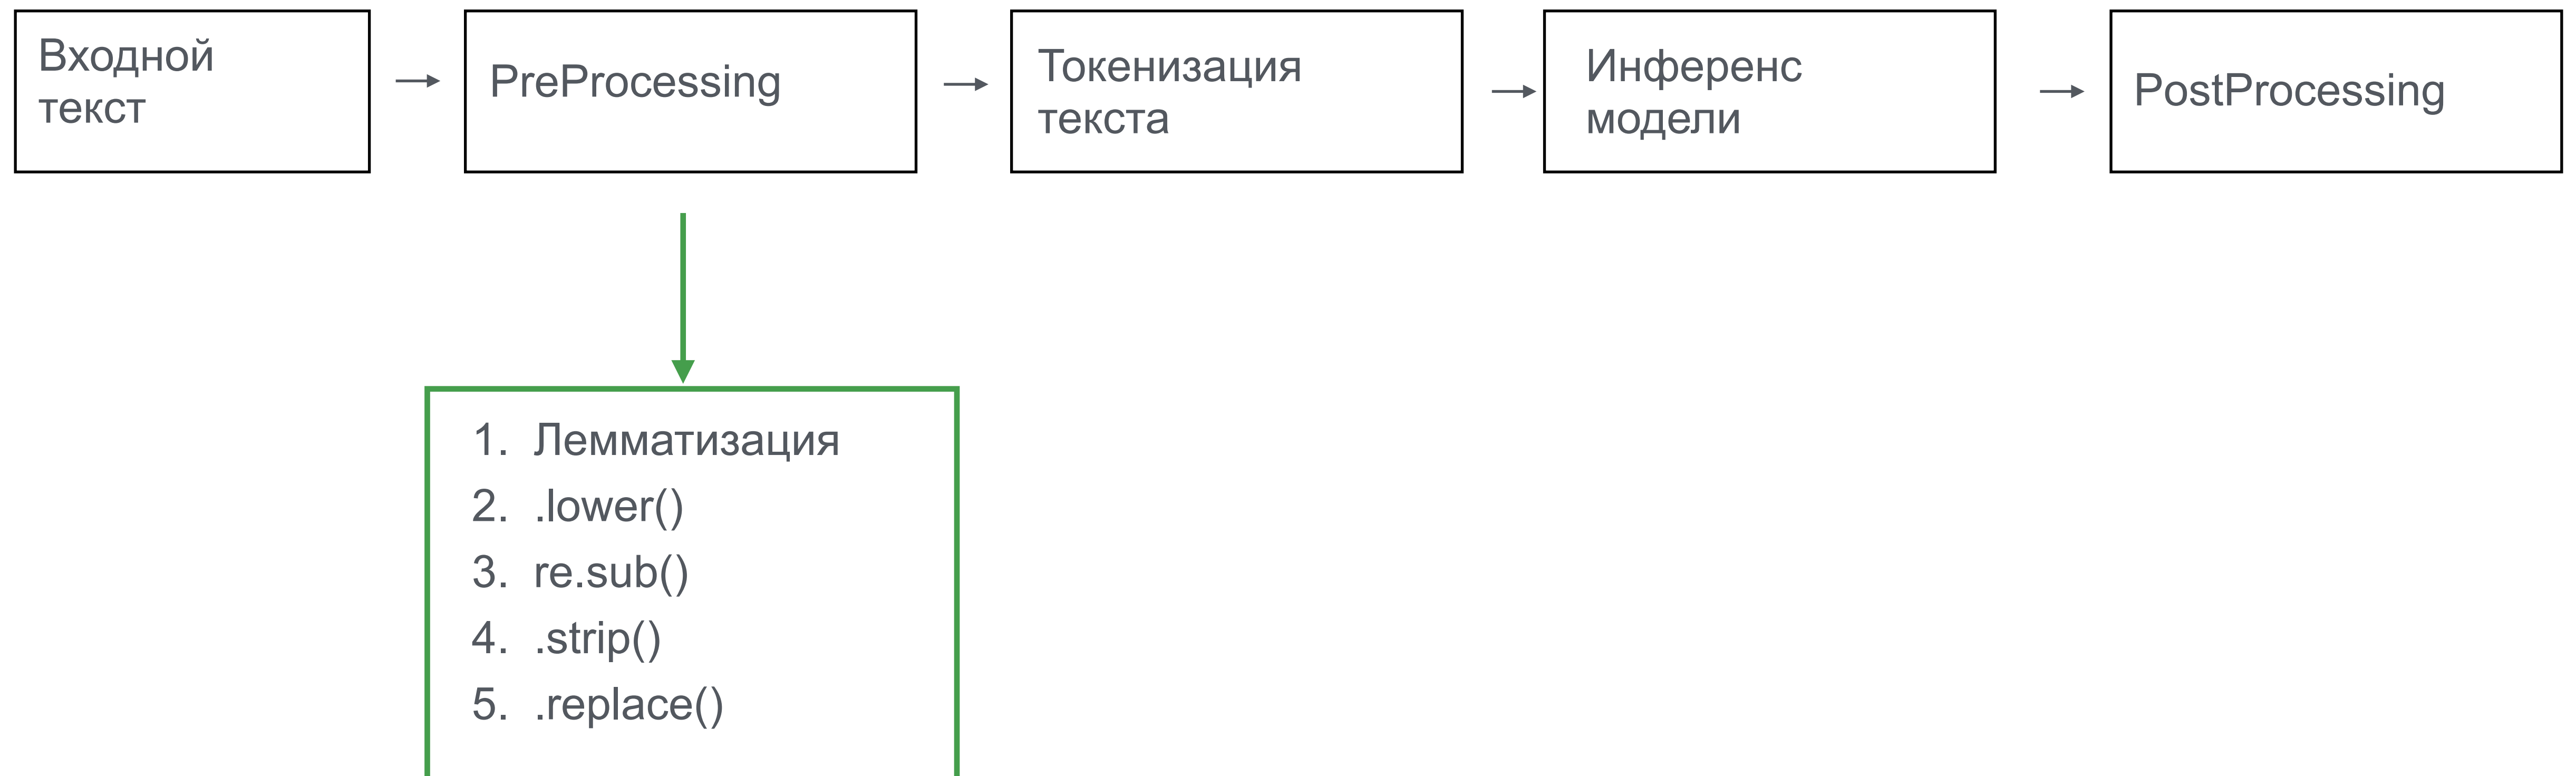 Входной
текст
PreProcessing
Токенизация
текста
Инференс
модели
PostProcessing
1. Лемматизация
2. .lower()
3. re.sub()
4. .strip()
5. .replace()